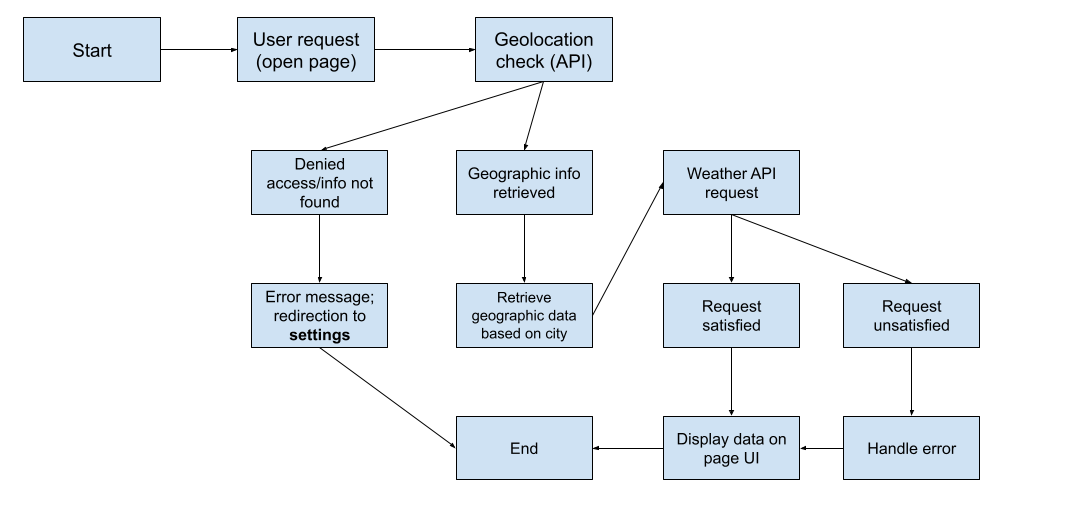 Start
User request
(open page)
Geolocation
check (API)
Denied
access/info not
found
Geographic info
retrieved
Weather API
request
Error message;
redirection to
settings
Retrieve
geographic data
based on city
Request
satisfied
Request
unsatisfied
End
Display data on
page UI
Handle error